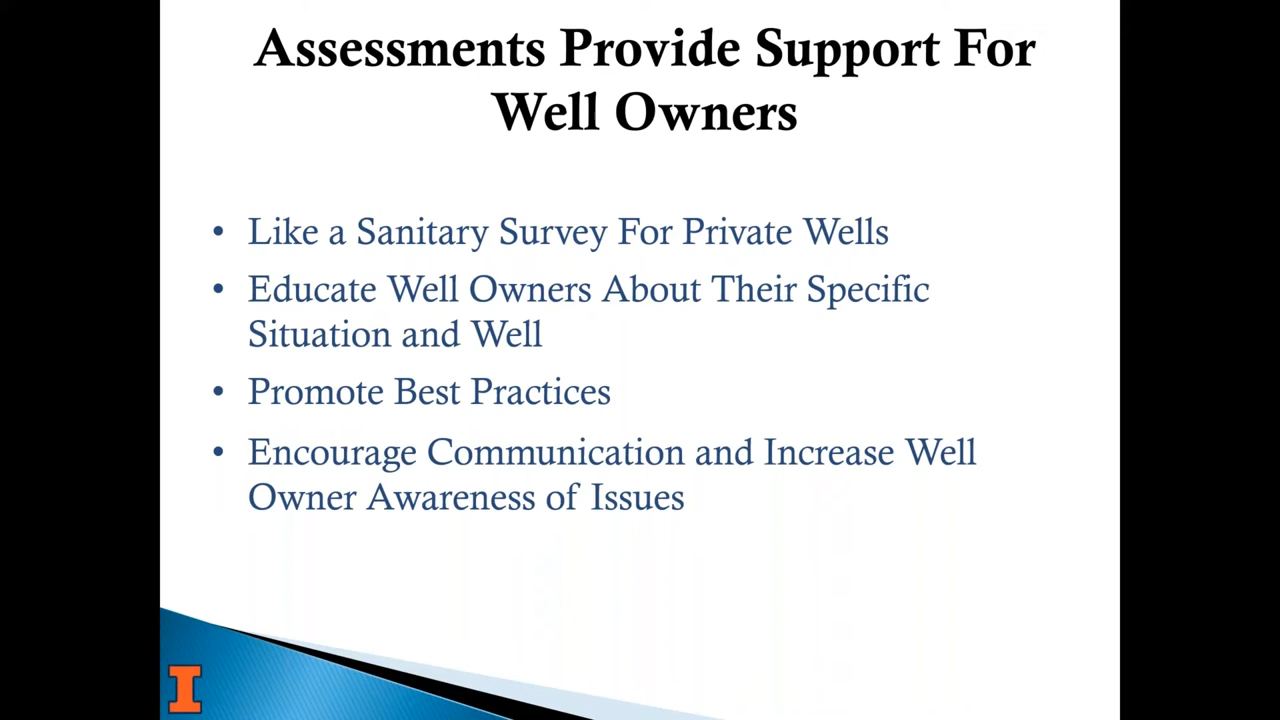 Assessments Provide Support For
Well Owners
• Like a Sanitary Survey For Private Wells
• Educate Well Owners About Their Specific
Situation and Well
• Promote Best Practices
• Encourage Communication and Increase Well
Owner Awareness of Issues
I